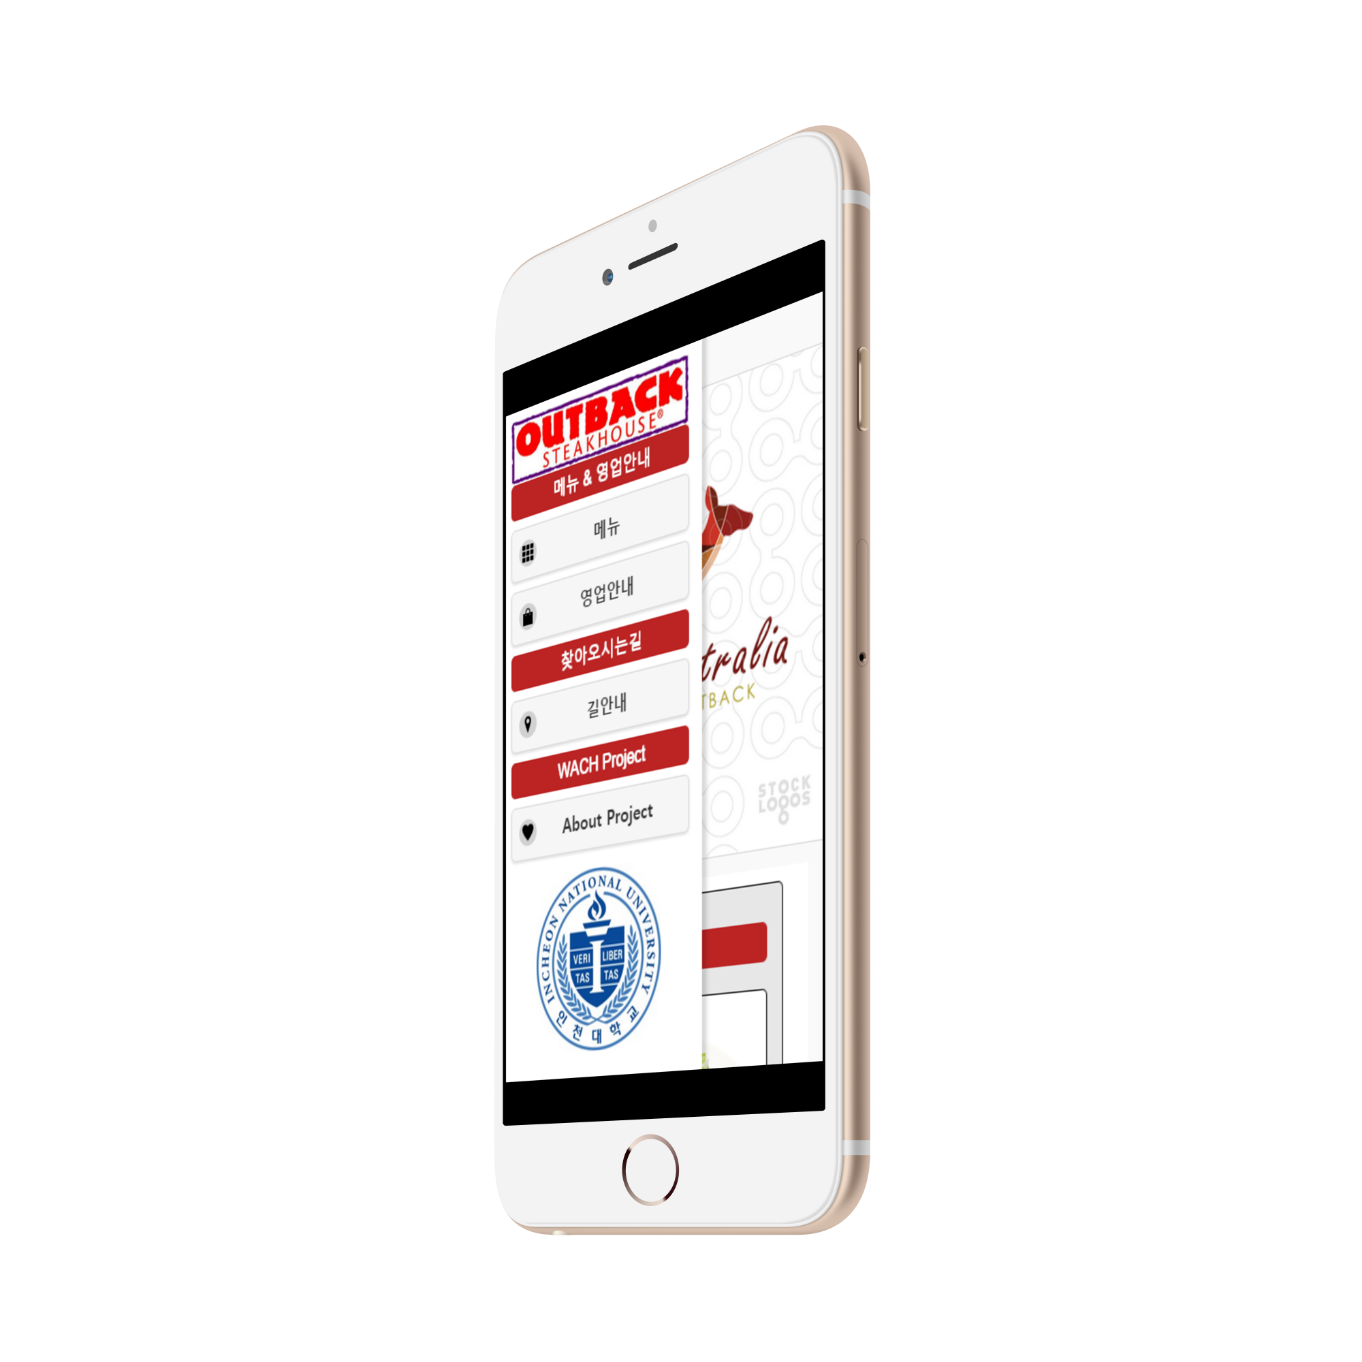 OUTBACK
STEAKHOUSE®
메뉴 & 영업안내
메뉴
영업안내
찾아오시는길
길안내
WACH Project
About Project
INCHEON NATIONAL UNIVERSITY
VERI LIBER
TAS TAS
인천대학교
tralia
TBACK
STOCK
LOGOS